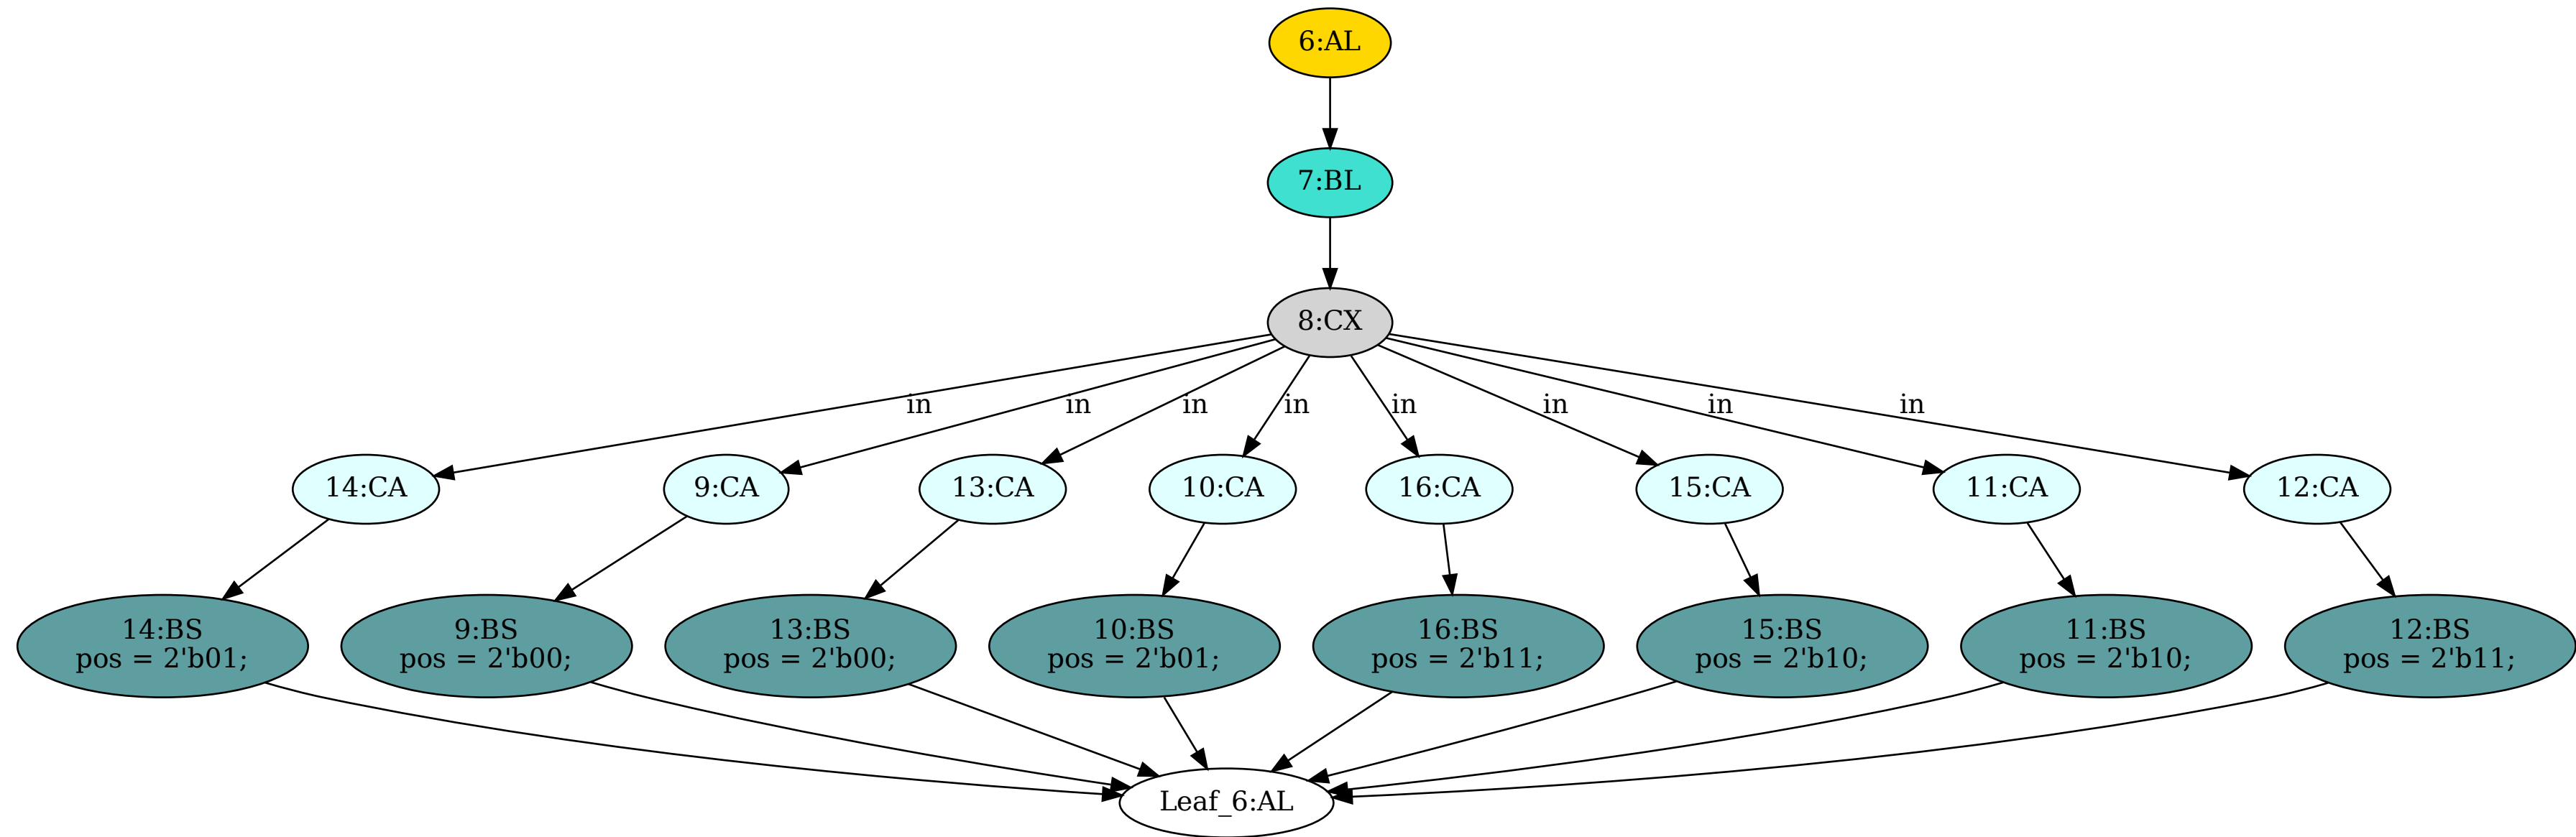 6:AL
7:BL
8:CX
in
in
in
in
in
in
in
in
14:CA
9:CA
13:CA
10:CA
16:CA
15:CA
11:CA
12:CA
14:BS
pos = 2'b01;
9:BS
pos = 2'b00;
13:BS
pos = 2'b00;
10:BS
pos = 2'b01;
16:BS
pos = 2'b11;
15:BS
pos = 2'b10;
11:BS
pos = 2'b10;
12:BS
pos = 2'b11;
Leaf_6:AL